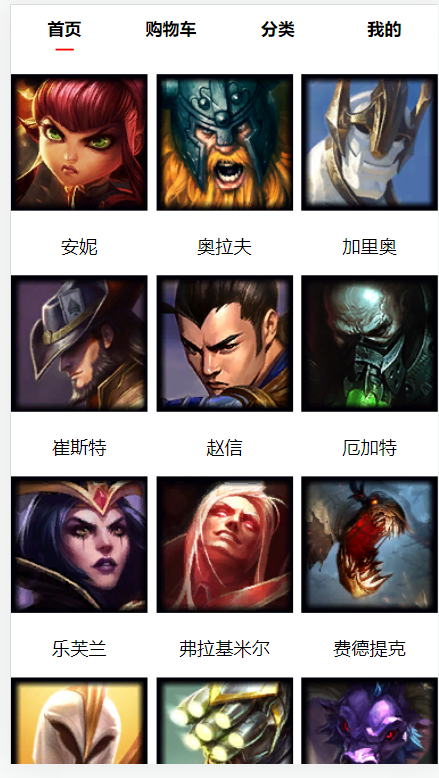 首页 购物车 分类 我的
安妮 奥拉夫 加里奥
崔斯特 赵信 厄加特
乐芙兰 弗拉基米尔 费德提克